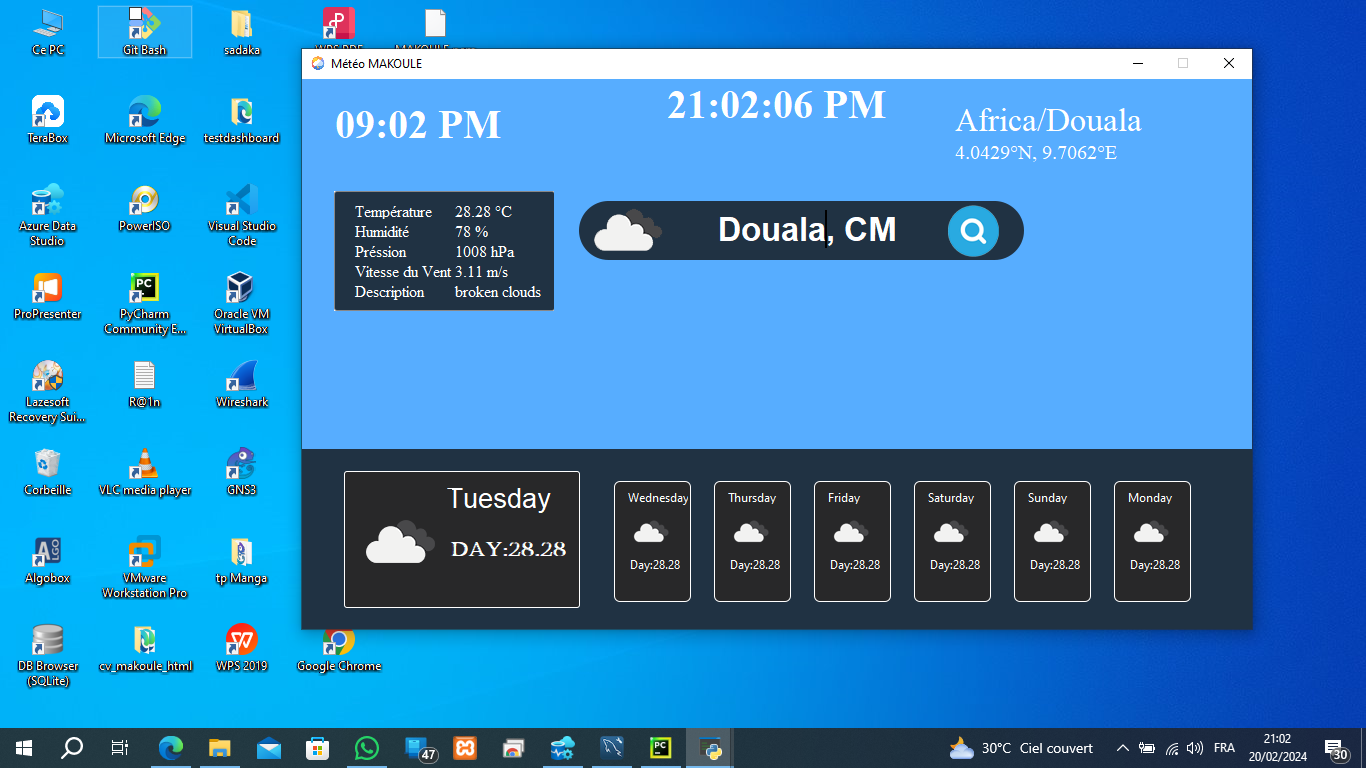 Ce PC
Git Bash
sadaka
TeraBox
Microsoft Edge
testdashboard
Azure Data
Studio
PowerISO
Visual Studio
Code
ProPresenter
PyCharm
Community E...
Oracle VM
VirtualBox
Lazesoft
Recovery Sui...
R@1n
Wireshark
Corbeille
VLC media player
GNS3
Algobox
VMware
Workstation Pro
tp Manga
DB Browser
(SQLite)
cv_makoule_html
WPS 2019
Google Chrome
Météo MAKOULE
09:02 PM
21:02:06 PM
Africa/Douala
4.0429°N, 9.7062°E
Température 28.28 °C
Humidité 78 %
Préssion 1008 hPa
Vitesse du Vent 3.11 m/s
Description broken clouds
Douala, CM
Tuesday
DAY:28.28
Wednesday
Day:28.28
Thursday
Day:28.28
Friday
Day:28.28
Saturday
Day:28.28
Sunday
Day:28.28
Monday
Day:28.28
47
30°C Ciel couvert
FRA
21:02
20/02/2024
30